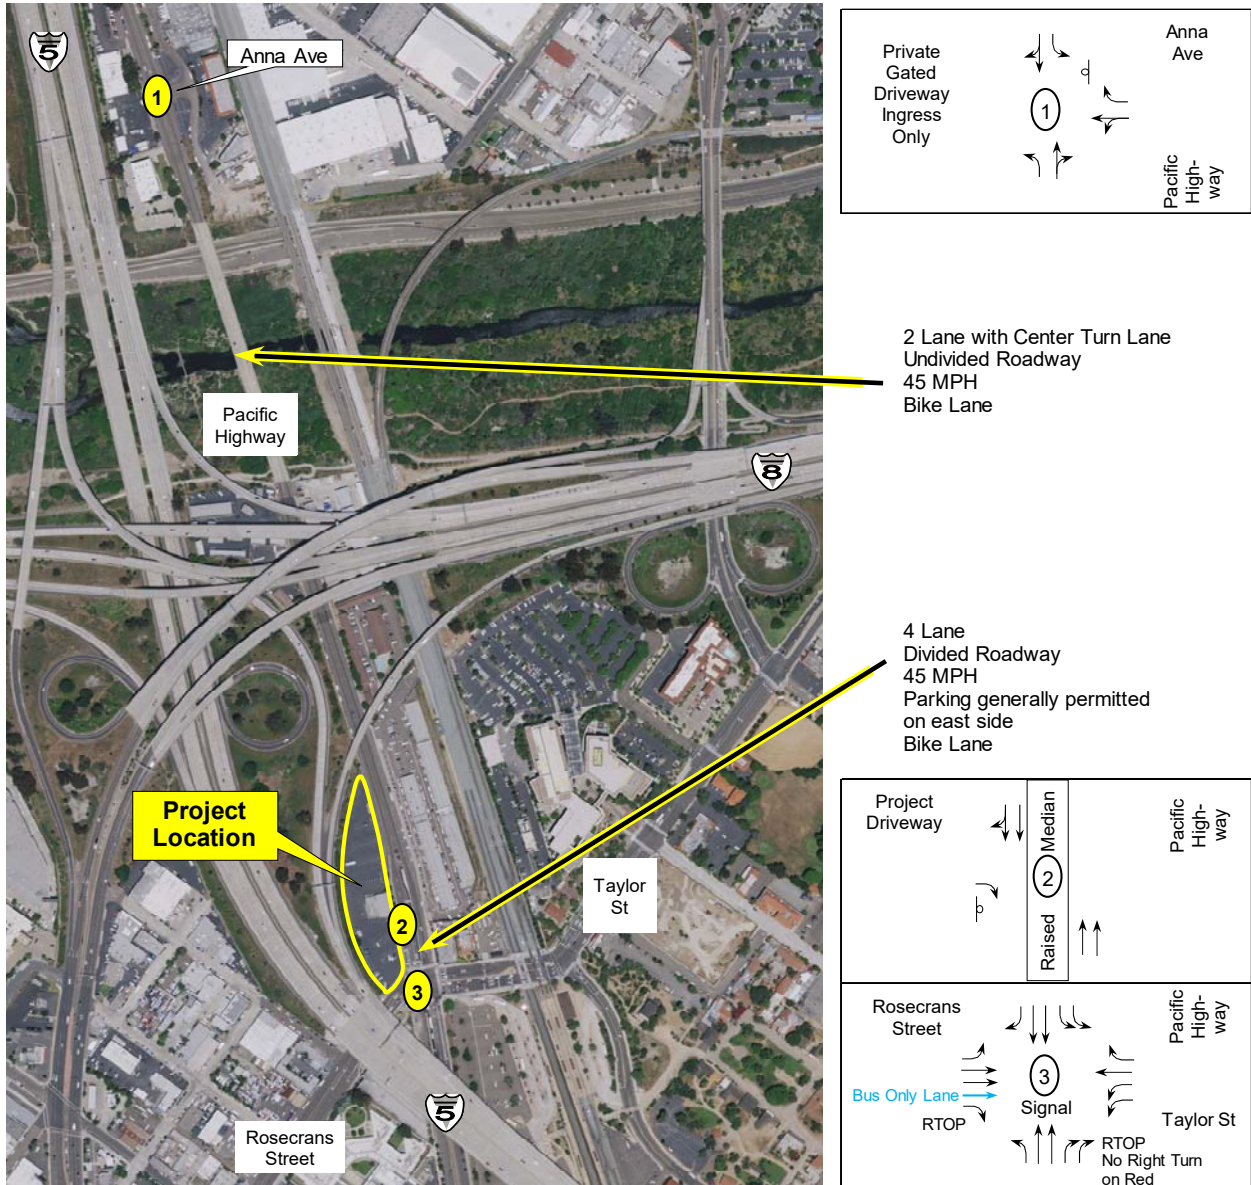 5
Anna Ave
1
Pacific
Highway
8
Project
Location
2
3
Taylor
St
5
Rosecrans
Street
Private
Gated
Driveway
Ingress
Only
Anna
Ave
1
Pacific
High-
way
2 Lane with Center Turn Lane
Undivided Roadway
45 MPH
Bike Lane
4 Lane
Divided Roadway
45 MPH
Parking generally permitted
on east side
Bike Lane
Project
Driveway
Raised
2
Median
Pacific
High-
way
Rosecrans
Street
Pacific
High-
way
Bus Only Lane
3
Signal
RTOP
Taylor St
RTOP
No Right Turn
on Red